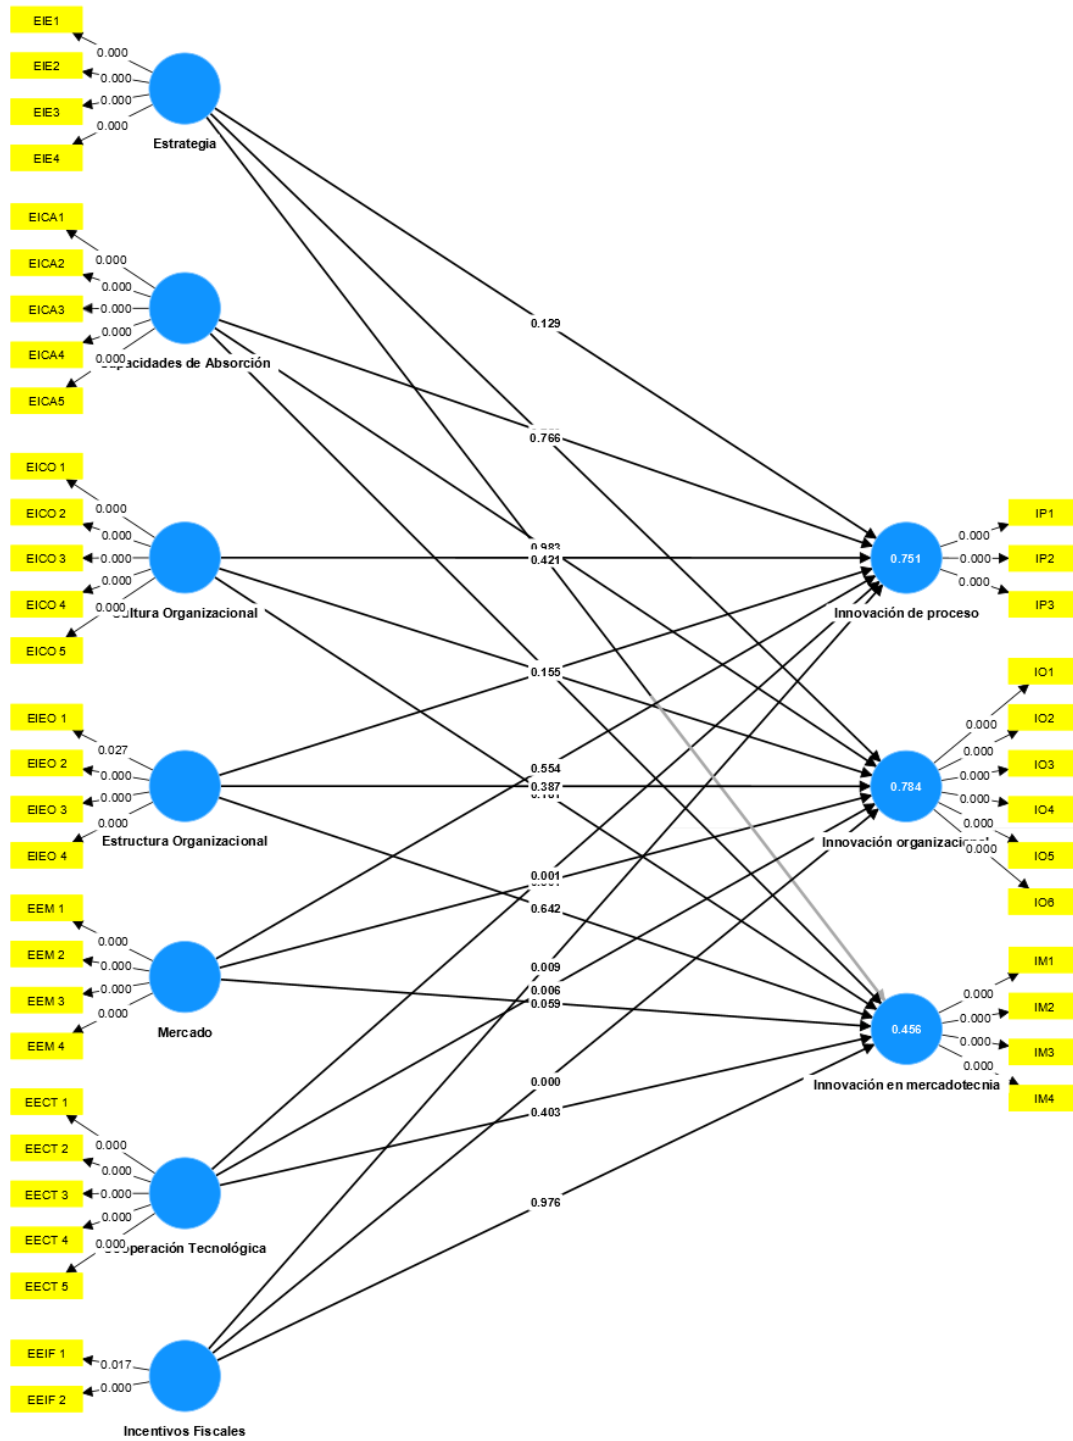 EIE1
0.000
EIE2
0.000
EIE3
0.000
0.000
EIE4
Estrategia
EICA1
0.000
EICA2
0.000
EICA3
0.000
EICA4
0.000
0.000
EICA5
de Absorción
EICO 1
0.000
EICO 2
0.000
EICO 3
0.000
EICO 4
0.000
0.000
EICO 5
Organizacional
EIEO 1
0.027
EIEO 2
0.000
EIEO 3
0.000
0.000
EIEO 4
Estructura Organizacional
EEM 1
0.000
EEM 2
0.000
EEM 3
0.000
0.000
EEM 4
Mercado
EECT 1
0.000
EECT 2
0.000
EECT 3
0.000
EECT 4
0.000
0.000
EECT 5
Tecnológica
EEIF 1
0.017
EEIF 2
0.000
Incentivos Fiscales
0.129
0.766
0.421
0.155
0.554
0.387
0.001
0.642
0.009
0.006
0.059
0.000
0.403
0.976
0.751
Innovación de proceso
0.000
IP1
0.000
IP2
0.000
IP3
0.784
Innovación
IO1
0.000
IO2
0.000
IO3
0.000
IO4
0.000
IO5
0.000
0.000
IO6
0.456
Innovación en mercadotecnia
IM1
0.000
IM2
0.000
IM3
0.000
0.000
IM4